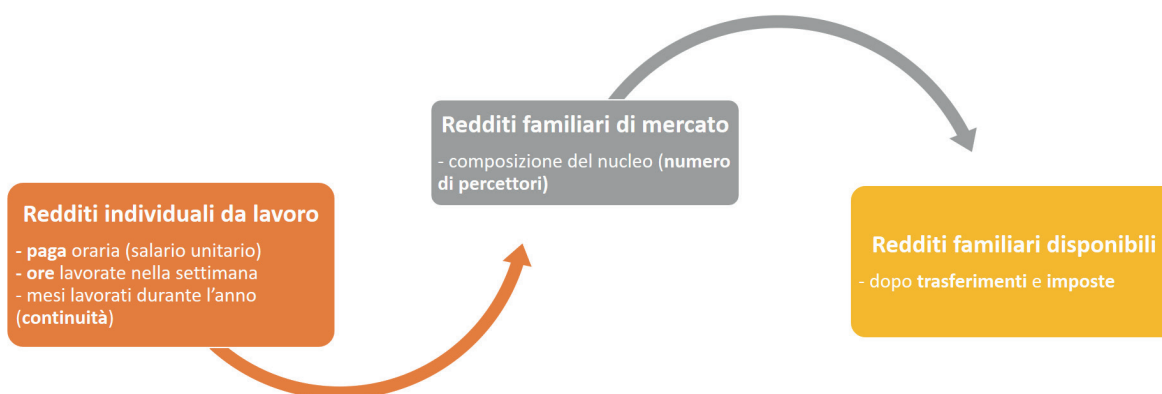 Redditi individuali da lavoro
- paga oraria (salario unitario)
- ore lavorate nella settimana
- mesi lavorati durante l’anno
(continuità)
Redditi familiari di mercato
- composizione del nucleo (numero
di percettori)
Redditi familiari disponibili
- dopo trasferimenti e imposte